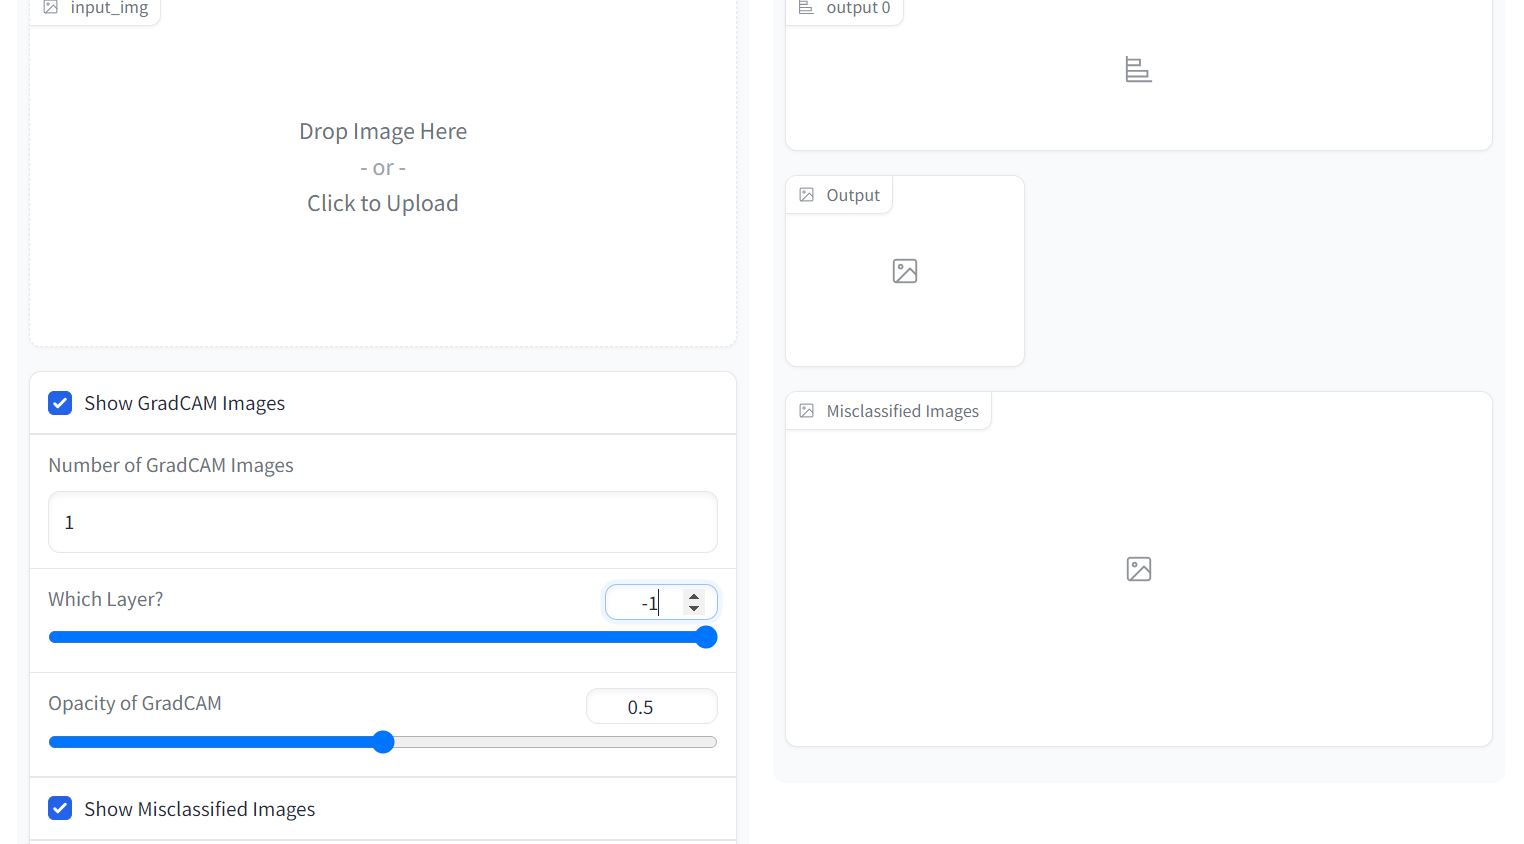 input_img
Drop Image Here
- or -
Click to Upload
Show GradCAM Images
Number of GradCAM Images
1
Which Layer?
-1
Opacity of GradCAM
0.5
Show Misclassified Images
output 0
Output
Misclassified Images